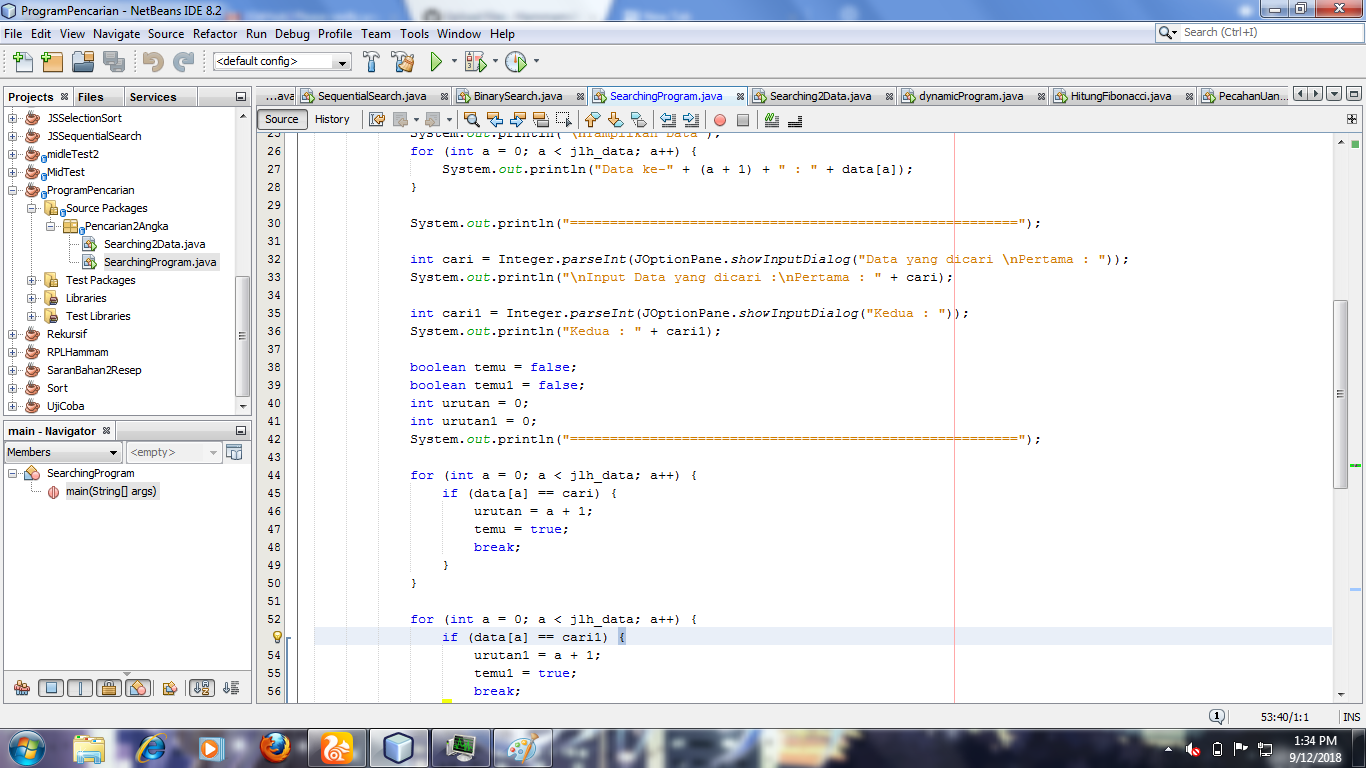 ProgramPencarian - NetBeans IDE 8.2
File Edit View Navigate Source Refactor Run Debug Profile Team Tools Window Help
Search (Ctrl+I)
<default config>
Projects Files Services
...ava SequentialSearch.java BinarySearch.java SearchingProgram.java Searching2Data.java dynamicProgram.java HitungFibonacci.java PecahanUan...
Source History
JSSelectionSort
JSSequentialSearch
midleTest2
MidTest
ProgramPencarian
Source Packages
Pencarian2Angka
Searching2Data.java
SearchingProgram.java
Test Packages
Libraries
Test Libraries
Rekursif
RPLHammam
SaranBahan2Resep
Sort
UjiCoba
main - Navigator
Members <empty>
SearchingProgram
main(String[] args)
25 System.out.println("\nTampilkan Data");
26 for (int a = 0; a < jlh_data; a++) {
27 System.out.println("Data ke-" + (a + 1) + " : " + data[a]);
28 }
29
30 System.out.println("========================================================");
31
32 int cari = Integer.parseInt(JOptionPane.showInputDialog("Data yang dicari \nPertama : "));
33 System.out.println("\nInput Data yang dicari :\nPertama : " + cari);
34
35 int cari1 = Integer.parseInt(JOptionPane.showInputDialog("Kedua : "));
36 System.out.println("Kedua : " + cari1);
37
38 boolean temu = false;
39 boolean temu1 = false;
40 int urutan = 0;
41 int urutan1 = 0;
42 System.out.println("========================================================");
43
44 for (int a = 0; a < jlh_data; a++) {
45 if (data[a] == cari) {
46 urutan = a + 1;
47 temu = true;
48 break;
49 }
50 }
51
52 for (int a = 0; a < jlh_data; a++) {
if (data[a] == cari1) {
54 urutan1 = a + 1;
55 temu1 = true;
56 break;
1 53:40/1:1 INS
1:34 PM
9/12/2018